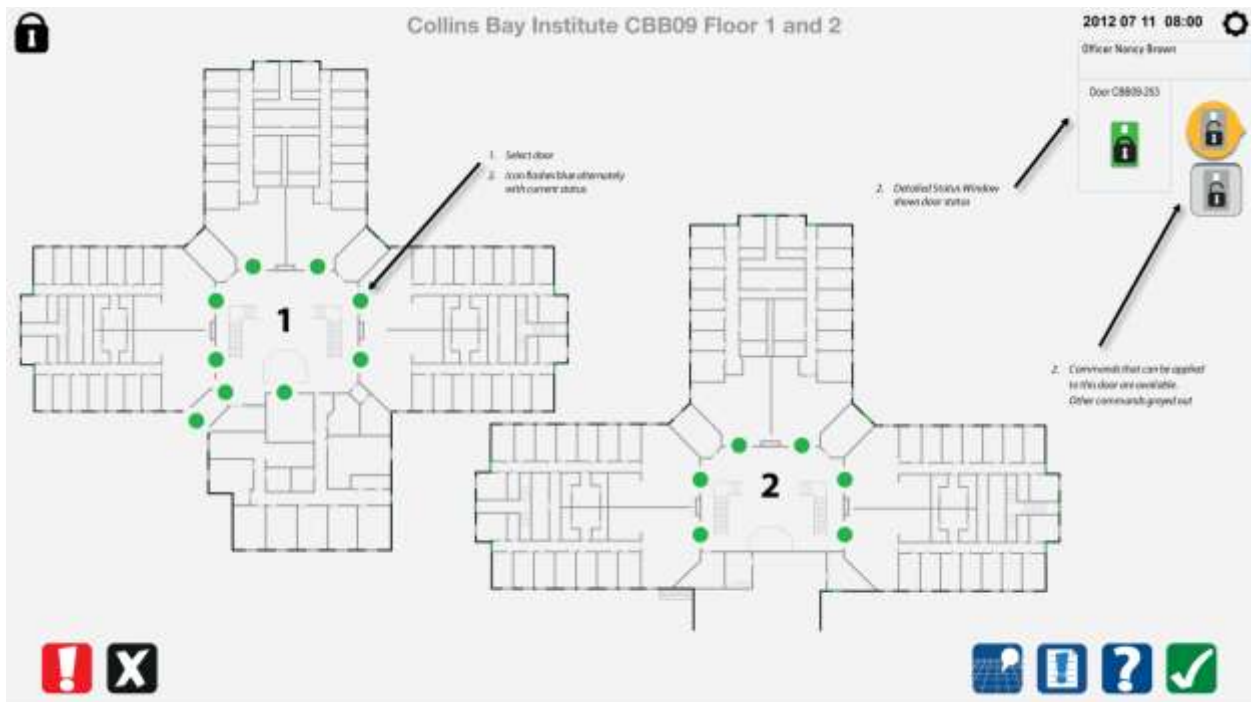 Collins Bay Institute CBB09 Floor 1 and 2
2012 07 11 08:00
Officer Nancy Brown
Door CBB09-263
1. Select door
2. Icon flashes blue alternately
with current status
2. Detailed Status Window
shows door status
1
2
2. Commands that can be applied
to this door are available.
Other commands grayed out